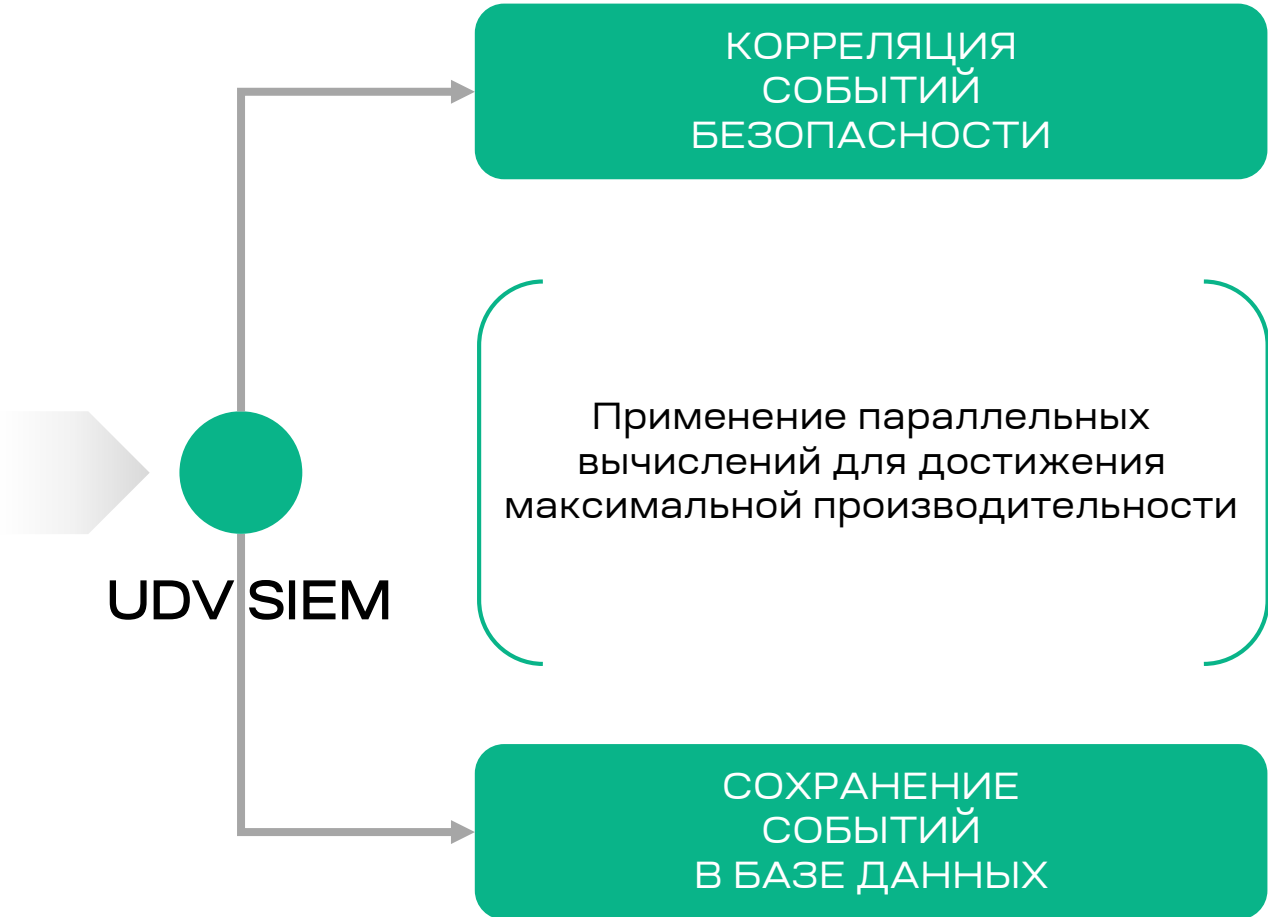 КОРРЕЛЯЦИЯ
СОБЫТИЙ
БЕЗОПАСНОСТИ
Применение параллельных
вычислений для достижения
максимальной производительности
UDV SIEM
СОХРАНЕНИЕ
СОБЫТИЙ
В БАЗЕ ДАННЫХ